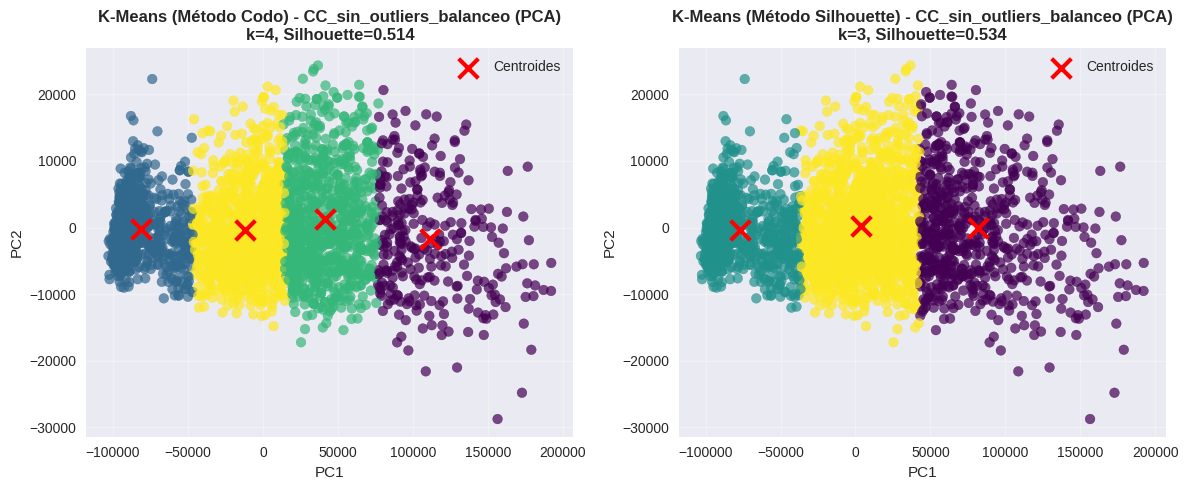 K-Means (Método Codo) - CC_sin_outliers_balanceo (PCA)
k=4, Silhouette=0.514
Centroides
20000
10000
0
−10000
−20000
−30000
PC2
−100000 −50000 0 50000 100000 150000 200000
PC1
K-Means (Método Silhouette) - CC_sin_outliers_balanceo (PCA)
k=3, Silhouette=0.534
Centroides
20000
10000
0
−10000
−20000
−30000
PC2
−100000 −50000 0 50000 100000 150000 200000
PC1